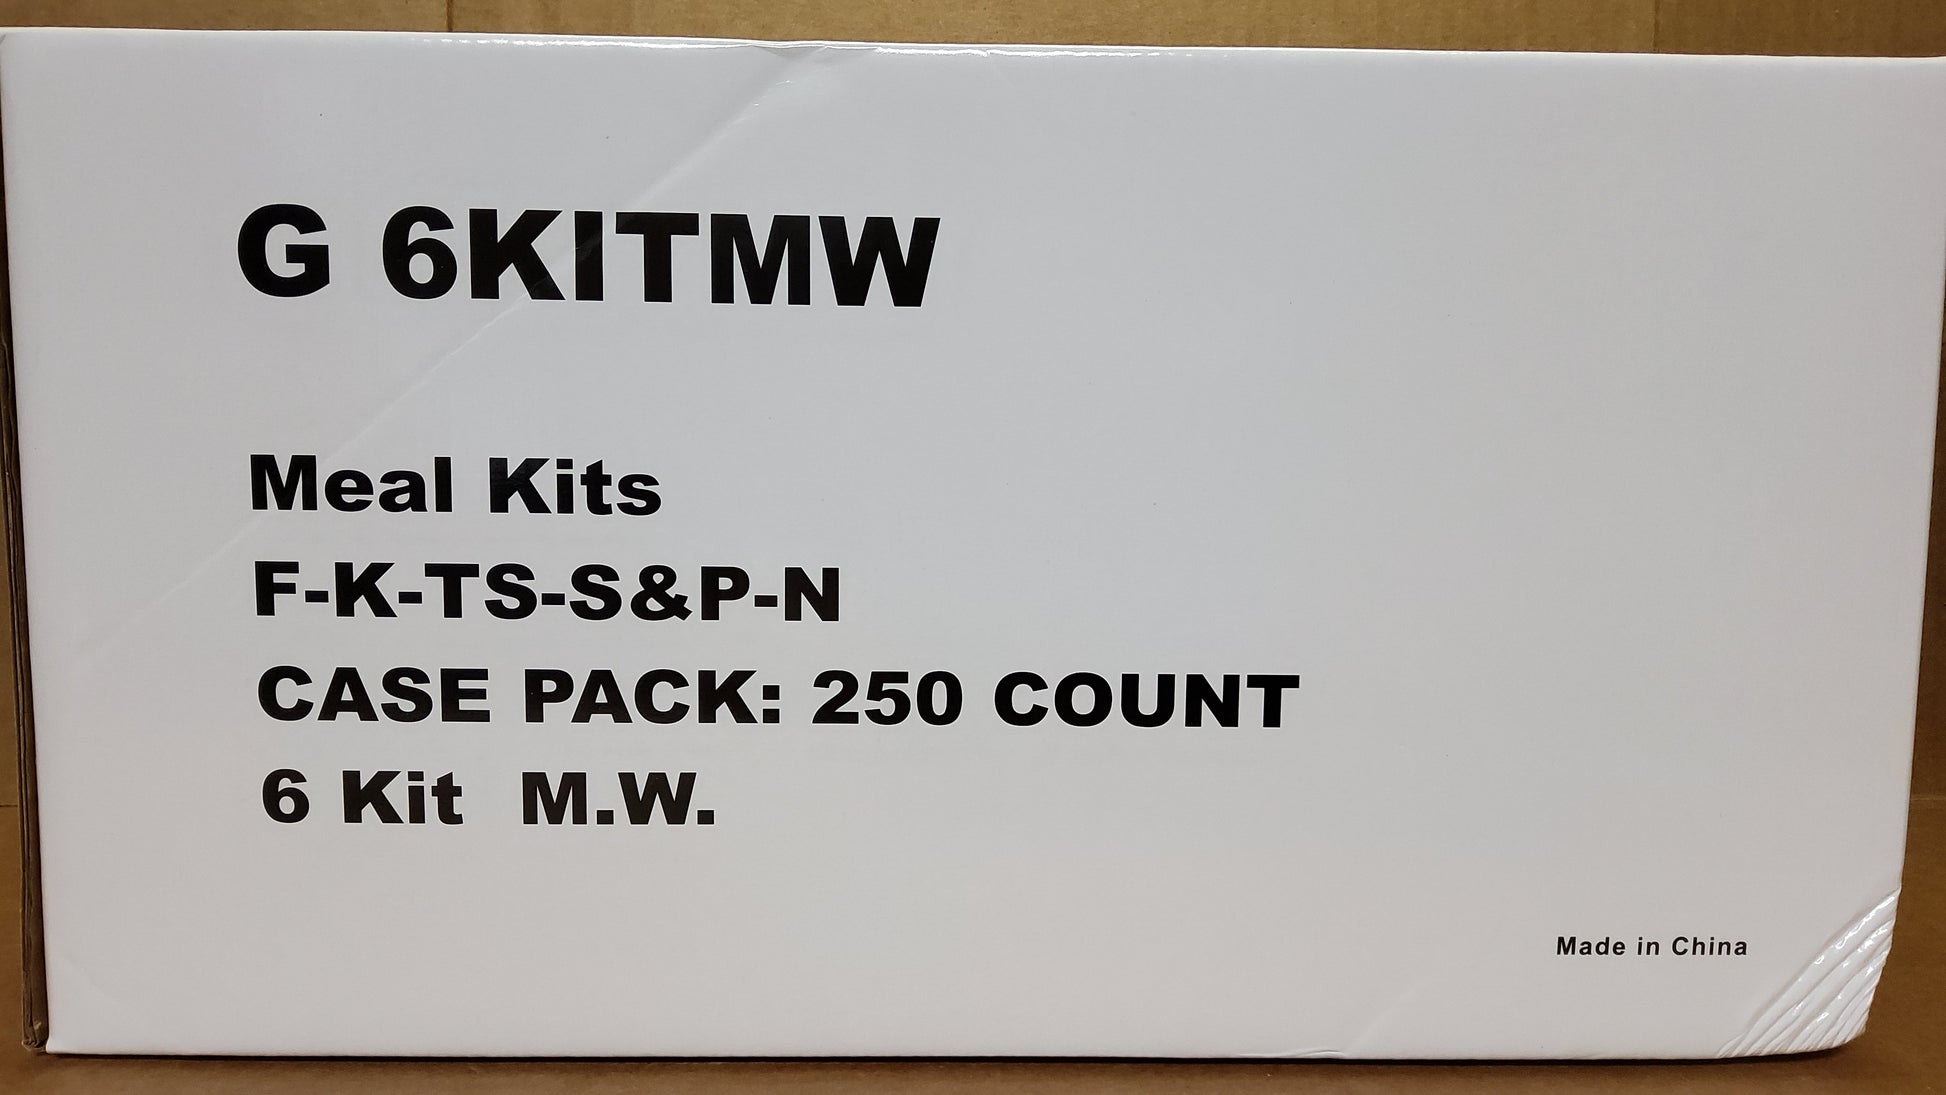 G 6KITMW
Meal Kits
F-K-TS-S&P-N
CASE PACK: 250 COUNT
6 Kit M.W.
Made in China